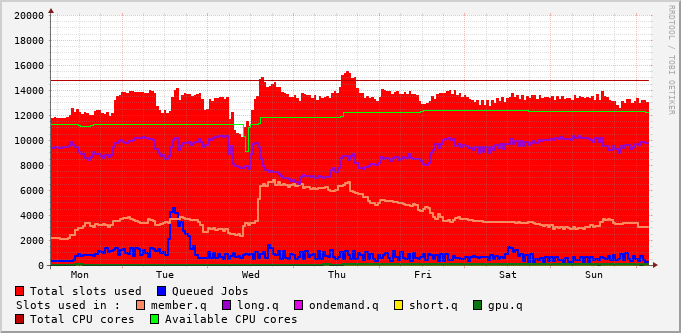 20000
18000
16000
14000
12000
10000
8000
6000
4000
2000
0
Mon Tue Wed Thu Fri Sat Sun
RRDTOOL / TOBI OETIKER
Total slots used Queued Jobs
Slots used in : member.q long.q ondemand.q short.q gpu.q
Total CPU cores Available CPU cores